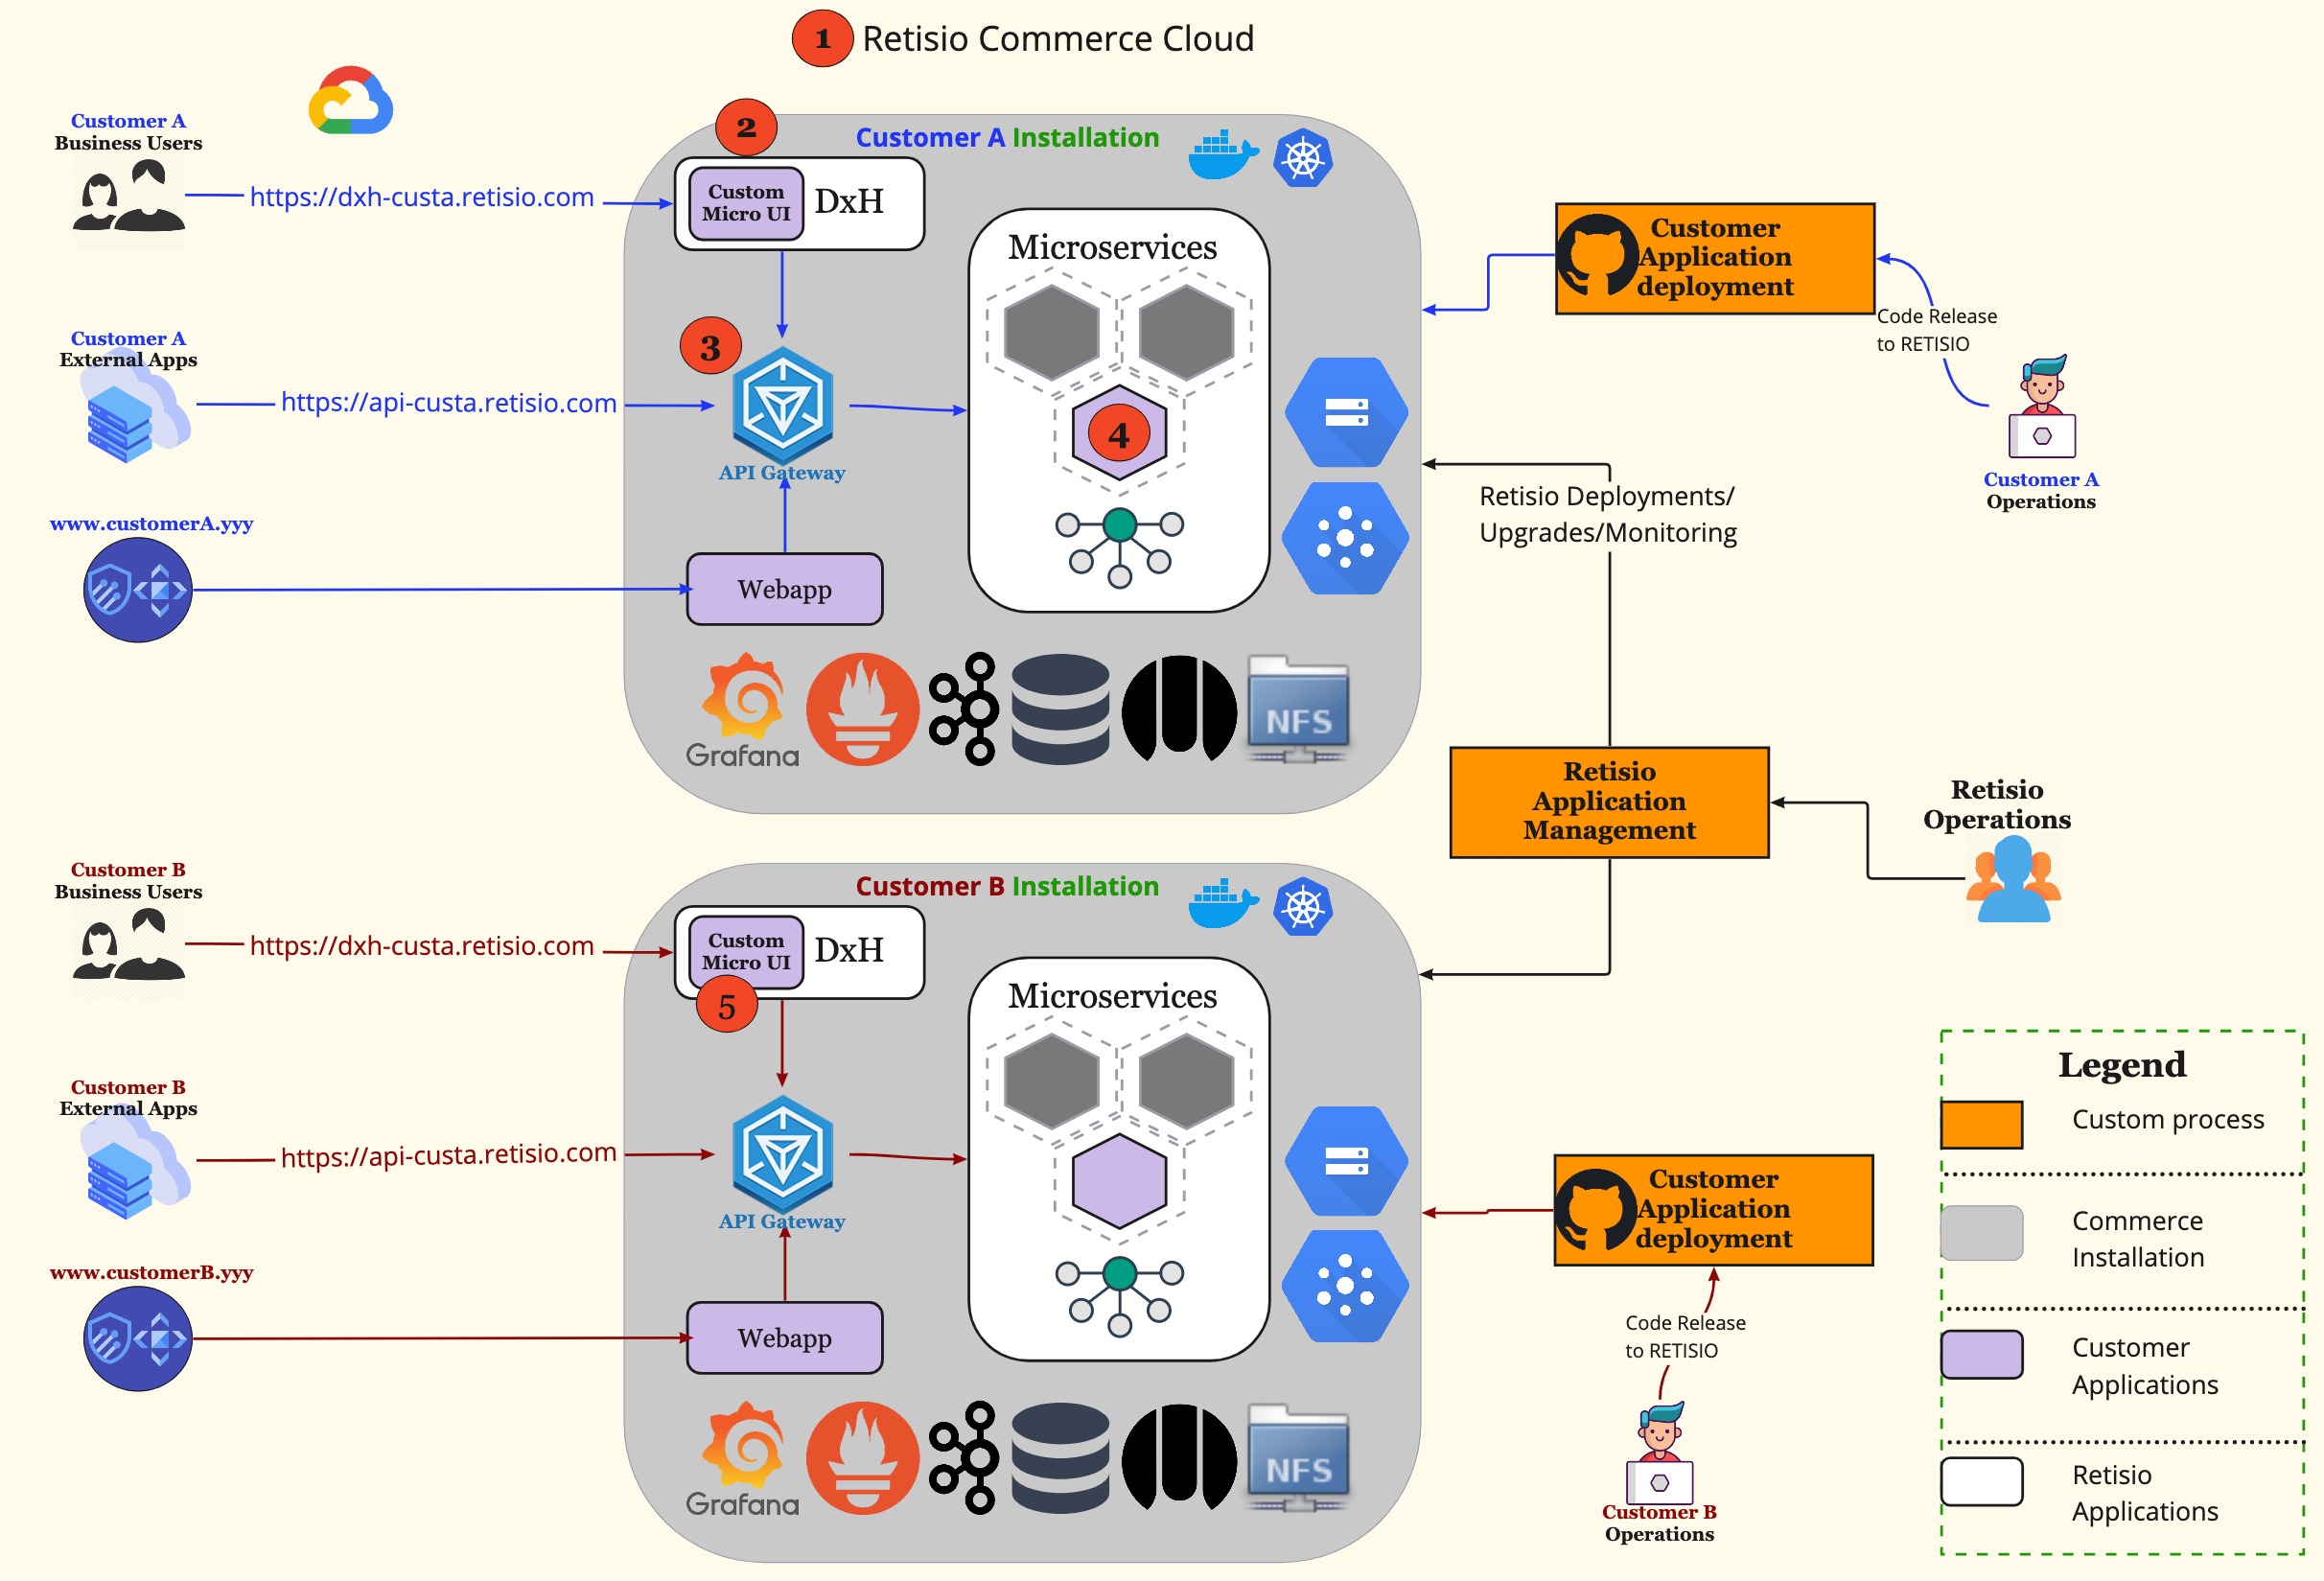 1 Retisio Commerce Cloud
Customer A
Business Users
https://dxh-custa.retisio.com
Customer A
External Apps
https://api-custa.retisio.com
www.customerA.yyy
2
Customer A Installation
Custom
Micro UI
DxH
3
API Gateway
Webapp
Microservices
4
Grafana
NFS
Customer
Application
deployment
Code Release
to RETISIO
Customer A
Operations
Retisio Deployments/
Upgrades/Monitoring
Retisio
Application
Management
Retisio
Operations
Customer B
Business Users
https://dxh-custa.retisio.com
Customer B
External Apps
https://api-custa.retisio.com
www.customerB.yyy
Customer B Installation
Custom
Micro UI
DxH
5
API Gateway
Webapp
Microservices
Grafana
NFS
Customer
Application
deployment
Code Release
to RETISIO
Customer B
Operations
Legend
Custom process
Commerce
Installation
Customer
Applications
Retisio
Applications